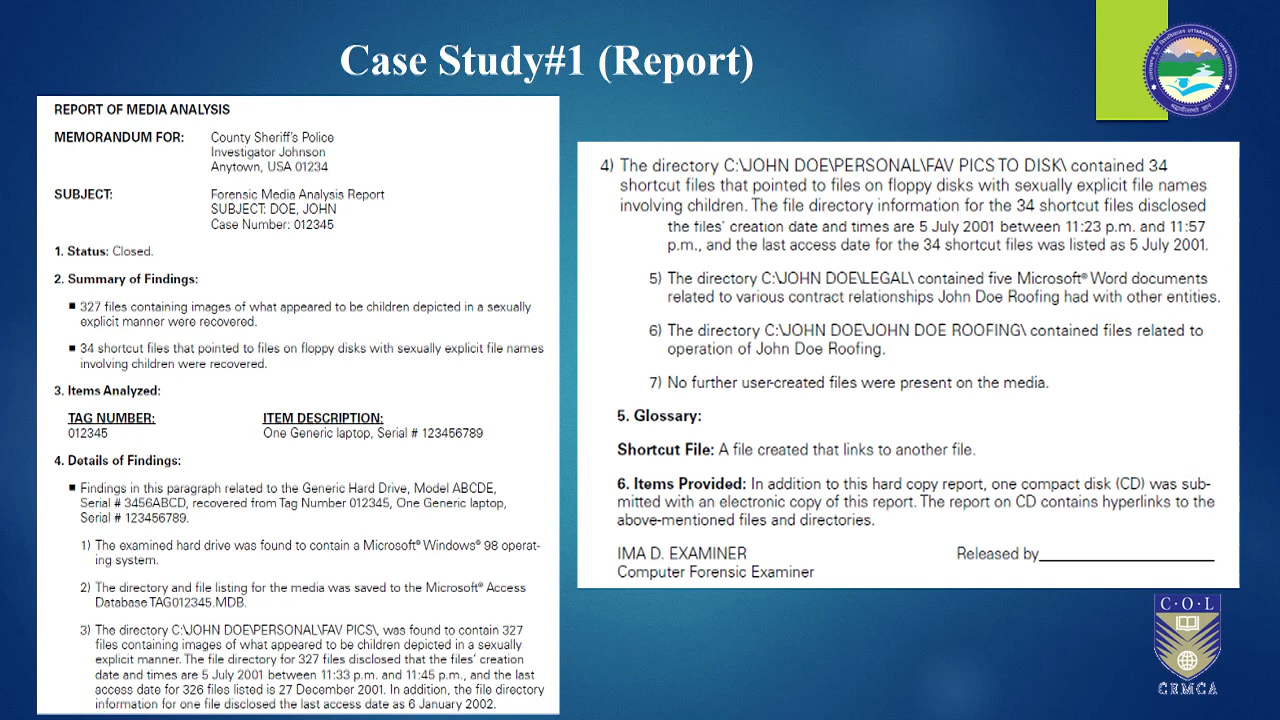 Case Study#1 (Report)
REPORT OF MEDIA ANALYSIS
MEMORANDUM FOR: County Sheriff's Police
Investigator Johnson
Anytown, USA 01234
SUBJECT: Forensic Media Analysis Report
SUBJECT: DOE, JOHN
Case Number: 012345
1. Status: Closed.
2. Summary of Findings:
■ 327 files containing images of what appeared to be children depicted in a sexually
explicit manner were recovered.
■ 34 shortcut files that pointed to files on floppy disks with sexually explicit file names
involving children were recovered.
3. Items Analyzed:
TAG NUMBER: ITEM DESCRIPTION:
012345 One Generic laptop, Serial # 123456789
4. Details of Findings:
■ Findings in this paragraph related to the Generic Hard Drive, Model ABCDE,
Serial # 3456ABCD, recovered from Tag Number 012345, One Generic laptop,
Serial # 123456789.
1) The examined hard drive was found to contain a Microsoft® Windows® 98 operat-
ing system.
2) The directory and file listing for the media was saved to the Microsoft® Access
Database TAG012345.MDB.
3) The directory C:\JOHN DOE\PERSONAL\FAV PICS\, was found to contain 327
files containing images of what appeared to be children depicted in a sexually
explicit manner. The file directory for 327 files disclosed that the files' creation
date and times are 5 July 2001 between 11:33 p.m. and 11:45 p.m., and the last
access date for 326 files listed is 27 December 2001. In addition, the file directory
information for one file disclosed the last access date as 6 January 2002.
4) The directory C:\JOHN DOE\PERSONAL\FAV PICS TO DISK\ contained 34
shortcut files that pointed to files on floppy disks with sexually explicit file names
involving children. The file directory information for the 34 shortcut files disclosed
the files' creation date and times are 5 July 2001 between 11:23 p.m. and 11:57
p.m., and the last access date for the 34 shortcut files was listed as 5 July 2001.
5) The directory C:\JOHN DOE\LEGAL\ contained five Microsoft® Word documents
related to various contract relationships John Doe Roofing had with other entities.
6) The directory C:\JOHN DOE\JOHN DOE ROOFING\ contained files related to
operation of John Doe Roofing.
7) No further user-created files were present on the media.
5. Glossary:
Shortcut File: A file created that links to another file.
6. Items Provided: In addition to this hard copy report, one compact disk (CD) was sub-
mitted with an electronic copy of this report. The report on CD contains hyperlinks to the
above-mentioned files and directories.
IMA D. EXAMINER Released by____________________
Computer Forensic Examiner
C·O·L
CRMCA